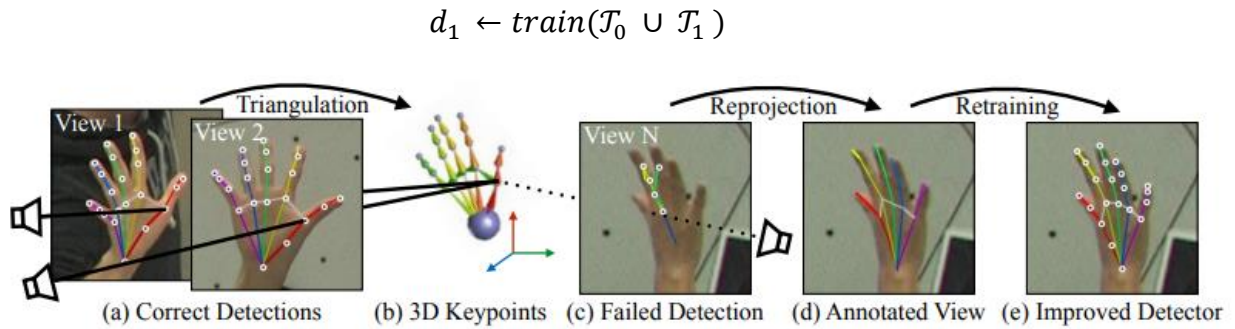 d₁ ← train(𝒯₀ ∪ 𝒯₁)
Triangulation
Reprojection
Retraining
View 1
View 2
View N
(a) Correct Detections
(b) 3D Keypoints
(c) Failed Detection
(d) Annotated View
(e) Improved Detector